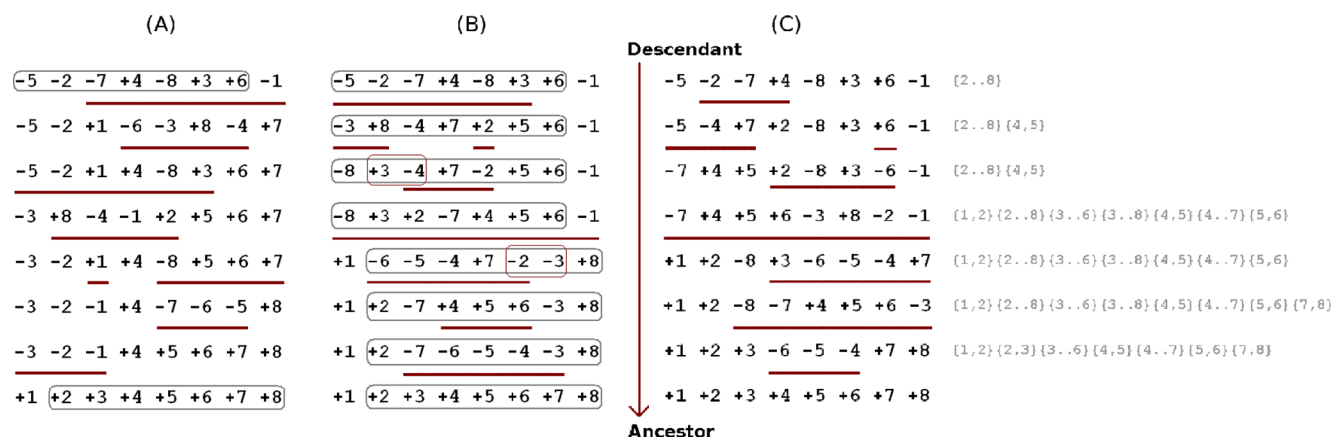 (A) (B) (C)
Descendant
-5 -2 -7 +4 -8 +3 +6 -1 -5 -2 -7 +4 -8 +3 +6 -1 -5 -2 -7 +4 -8 +3 +6 -1 {2..8}
-5 -2 +1 -6 -3 +8 -4 +7 -3 +8 -4 +7 +2 +5 +6 -1 -5 -4 +7 +2 -8 +3 +6 -1 {2..8}{4,5}
-5 -2 +1 +4 -8 +3 +6 +7 -8 +3 -4 +7 -2 +5 +6 -1 -7 +4 +5 +2 -8 +3 -6 -1 {2..8}{4,5}
-3 +8 -4 -1 +2 +5 +6 +7 -8 +3 +2 -7 +4 +5 +6 -1 -7 +4 +5 +6 -3 +8 -2 -1 {1,2}{2..8}{3..6}{3..8}{4,5}{4..7}{5,6}
-3 -2 +1 +4 -8 +5 +6 +7 +1 -6 -5 -4 +7 -2 -3 +8 +1 +2 -8 +3 -6 -5 -4 +7 {1,2}{2..8}{3..6}{3..8}{4,5}{4..7}{5,6}
-3 -2 -1 +4 -7 -6 -5 +8 +1 +2 -7 +4 +5 +6 -3 +8 +1 +2 -8 -7 +4 +5 +6 -3 {1,2}{2..8}{3..6}{3..8}{4,5}{4..7}{5,6}{7,8}
-3 -2 -1 +4 +5 +6 +7 +8 +1 +2 -7 -6 -5 -4 -3 +8 +1 +2 +3 -6 -5 -4 +7 +8 {1,2}{2,3}{3..6}{4,5}{4..7}{5,6}{7,8}
+1 +2 +3 +4 +5 +6 +7 +8 +1 +2 +3 +4 +5 +6 +7 +8 +1 +2 +3 +4 +5 +6 +7 +8
Ancestor